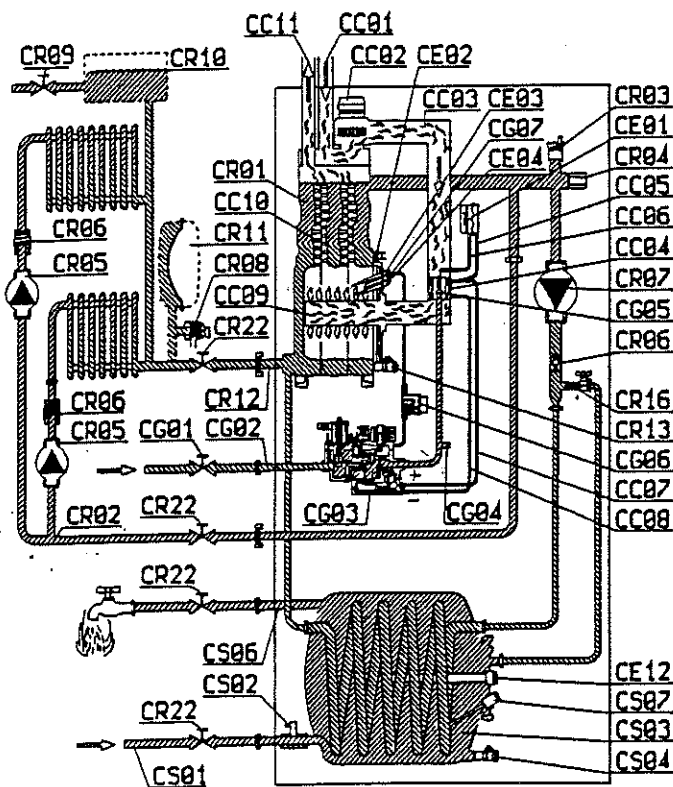 CC11 CC01
CR09 CR10 CC02 CE02
CC03 CE03 CR03
CG07 CE01
CR01 CE04 CR04
CC10 CC05
CR06 CR11 CC06
CR05 CR08 CC04
CC09 CR07
CR22 CG05
CR06 CR06
CR05 CG01 CR12 CR16
CG02 CR13
CG06
CR02 CR22 CC07
CG03 CG04 CC08
+
-
CR22
CS06
CS02 CE12
CR22 CS07
CS03
CS01 CS04